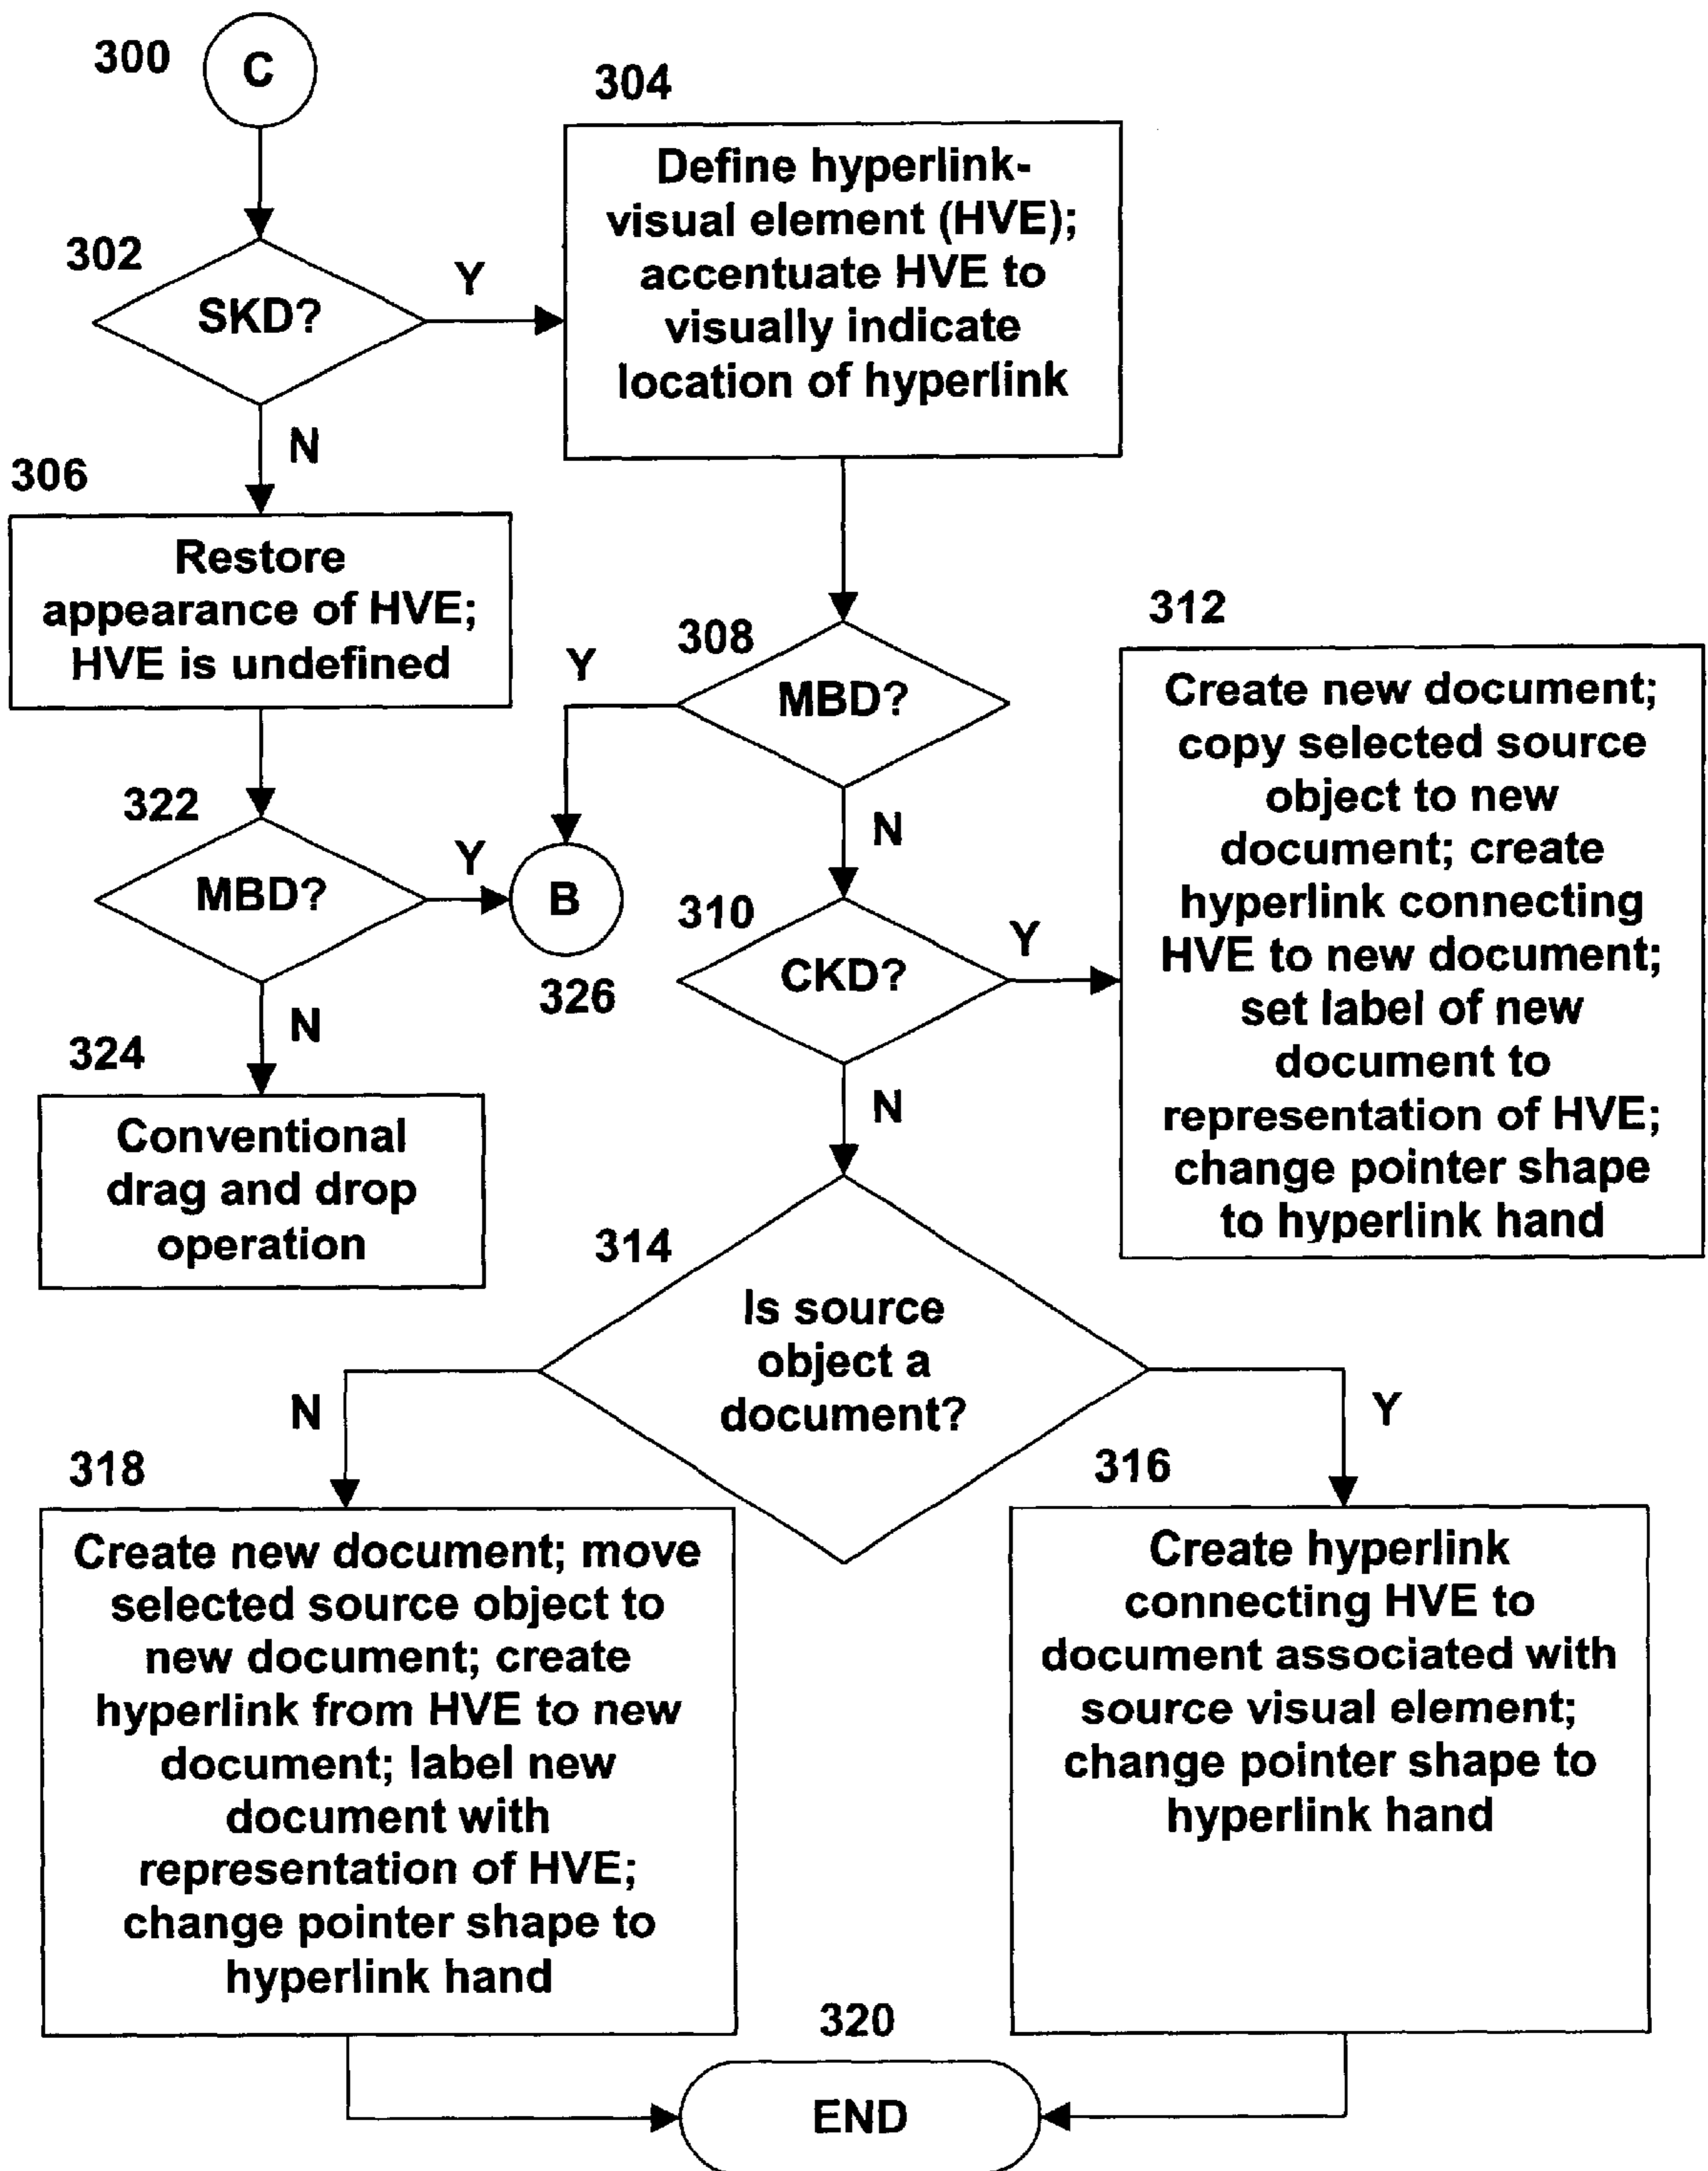 300
C
304
Define hyperlink-
visual element (HVE);
accentuate HVE to
visually indicate
location of hyperlink
302
SKD?
Y
N
306
Restore
appearance of HVE;
HVE is undefined
308
MBD?
Y
N
312
Create new document;
copy selected source
object to new
document; create
hyperlink connecting
HVE to new document;
set label of new
document to
representation of HVE;
change pointer shape
to hyperlink hand
322
MBD?
Y
N
B
326
310
CKD?
Y
N
324
Conventional
drag and drop
operation
314
Is source
object a
document?
N
Y
318
Create new document; move
selected source object to
new document; create
hyperlink from HVE to new
document; label new
document with
representation of HVE;
change pointer shape to
hyperlink hand
316
Create hyperlink
connecting HVE to
document associated with
source visual element;
change pointer shape to
hyperlink hand
320
END